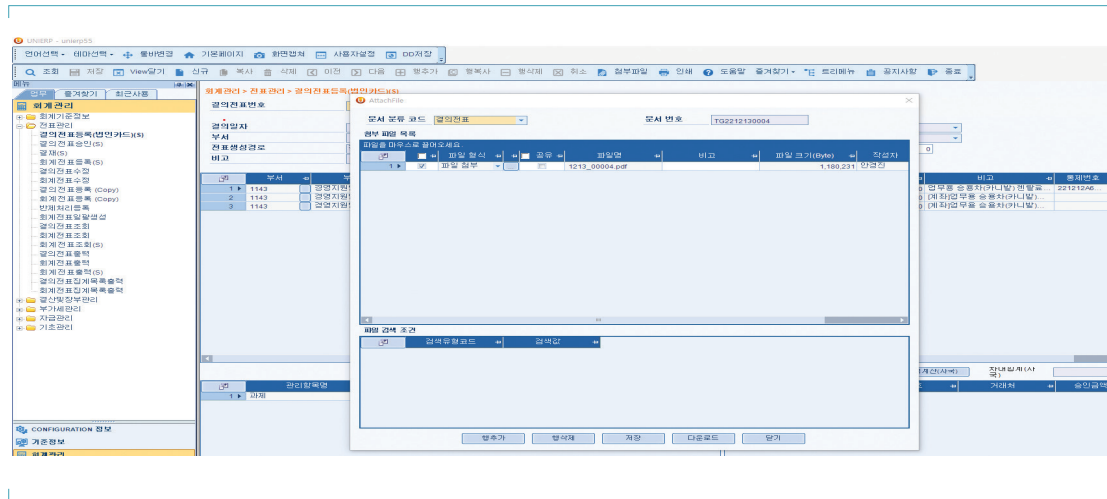 UNIERP - unierp55
언어선택 테마선택 툴바변경 기본페이지 화면캡쳐 사용자설정 DD저장
조회 저장 View닫기 신규 복사 삭제 이전 다음 행추가 행복사 행삭제 취소 첨부파일 인쇄 도움말 즐겨찾기 트리메뉴 공지사항 종료
메뉴
업무 즐겨찾기 최근사용
회계관리 > 전표관리 > 결의전표등록(법인카드)(S)
회계관리
회계기준정보
전표관리
결의전표등록(법인카드)(S)
결의전표승인(S)
결재(S)
회계전표등록(S)
결의전표수정
회계전표수정
결의전표등록 (Copy)
회계전표등록 (Copy)
반제처리등록
회계전표일괄생성
결의전표조회
회계전표조회
회계전표조회(S)
결의전표출력
회계전표출력
회계전표출력(S)
결의전표집계목록출력
회계전표집계목록출력
결산및장부관리
부가세관리
자금관리
기초관리
CONFIGURATION 정보
기준정보
회계관리
결의전표번호
결의일자
부서
전표생성경로
비고
부서
1 1143 경영지원
2 1143 경영지원
3 1143 경영지원
관리항목명
1 과제
AttachFile
문서 분류 코드 결의전표 문서 번호 TG2212130004
첨부 파일 목록
파일을 마우스로 끌어오세요.
파일 형식 공유 파일명 비고 파일 크기(Byte) 작성자
1 파일 첨부 1213_00004.pdf 1,180,231 안영진
파일 검색 조건
검색유형코드 검색값
행추가 행삭제 저장 다운로드 닫기
0
비고 통제번호
업무용 승용차(카니발)렌탈료... 221212A6...
[계좌]업무용 승용차(카니발)...
[계좌]업무용 승용차(카니발)...
차대합계(자국)
거래처 승인금액